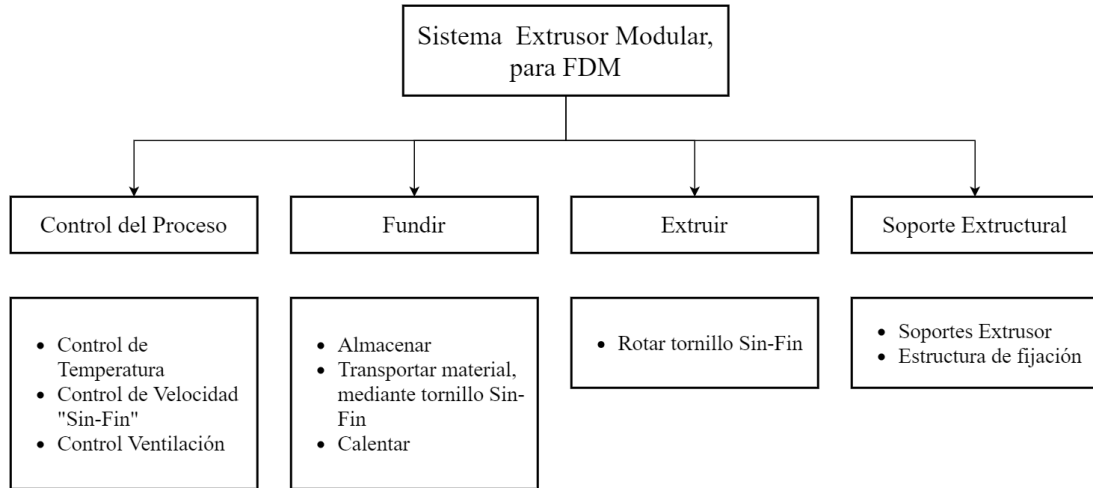 Sistema Extrusor Modular,
para FDM
Control del Proceso
Fundir
Extruir
Soporte Estructural
• Control de
Temperatura
• Control de Velocidad
"Sin-Fin"
• Control Ventilación
• Almacenar
• Transportar material,
mediante tornillo Sin-
Fin
• Calentar
• Rotar tornillo Sin-Fin
• Soportes Extrusor
• Estructura de fijación